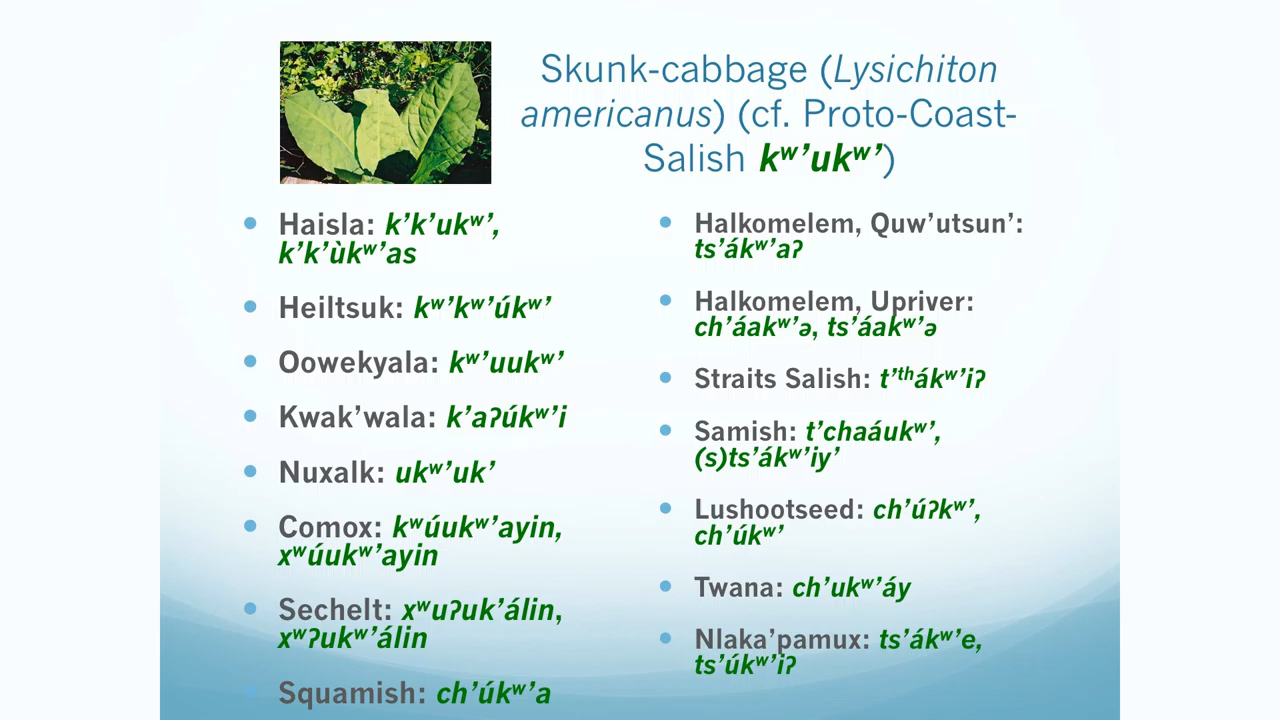 Skunk-cabbage (Lysichiton
americanus) (cf. Proto-Coast-
Salish kʷ’ukʷ’)
• Haisla: k’k’ukʷ’,
k’k’ùkʷ’as
• Heiltsuk: kʷ’kʷ’úkʷ’
• Oowekyala: kʷ’uukʷ’
• Kwak’wala: k’aʔúkʷ’i
• Nuxalk: ukʷ’uk’
• Comox: kʷúukʷ’ayin,
xʷúukʷ’ayin
• Sechelt: xʷuʔuk’álin,
xʷʔukʷ’álin
• Squamish: ch’úkʷ’a
• Halkomelem, Quw’utsun’:
ts’ákʷ’aʔ
• Halkomelem, Upriver:
ch’áakʷ’ə, ts’áakʷ’ə
• Straits Salish: t’ᵗʰákʷ’iʔ
• Samish: t’chaáukʷ’,
(s)ts’ákʷ’iy’
• Lushootseed: ch’úʔkʷ’,
ch’úkʷ’
• Twana: ch’ukʷ’áy
• Nlaka’pamux: ts’ákʷ’e,
ts’úkʷ’iʔ